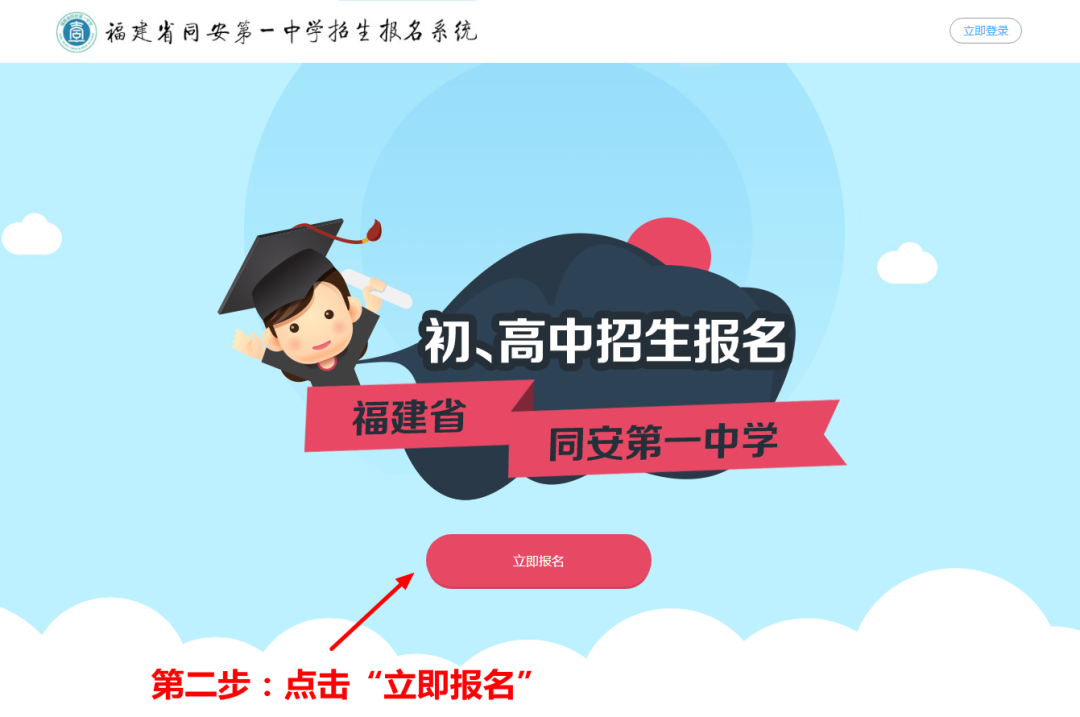 福建省同安第一中学招生报名系统
立即登录
初、高中招生报名
福建省
同安第一中学
立即报名
第二步：点击“立即报名”